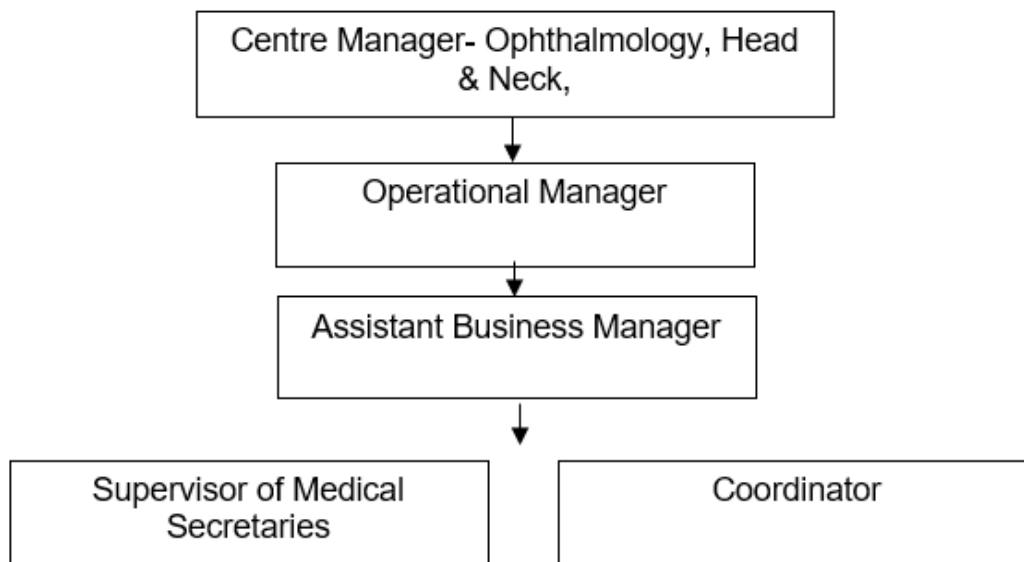 Centre Manager- Ophthalmology, Head
& Neck,
Operational Manager
Assistant Business Manager
Supervisor of Medical
Secretaries
Coordinator